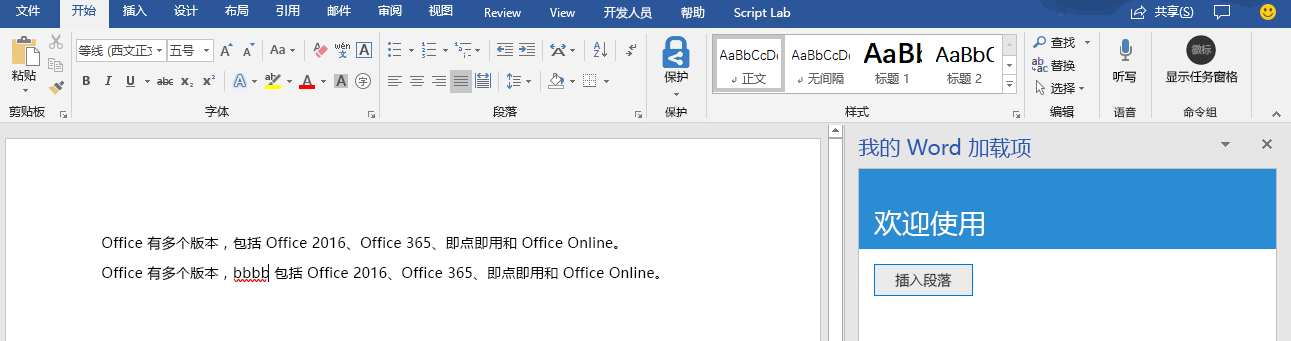 文件 开始 插入 设计 布局 引用 邮件 审阅 视图 Review View 开发人员 帮助 Script Lab 共享(S)
等线 (西文正文 五号 A A Aa wén A
粘贴
B I U abc x₂ x² A ab A A A 字
保护
AaBbCcDc AaBbCcDc AaBb AaBbC
正文 无间隔 标题 1 标题 2
查找
替换
选择
听写
徽标
显示任务窗格
剪贴板 字体 段落 保护 样式 编辑 语音 命令组
我的 Word 加载项
欢迎使用
插入段落
Office 有多个版本，包括 Office 2016、Office 365、即点即用和 Office Online。
Office 有多个版本，bbbb 包括 Office 2016、Office 365、即点即用和 Office Online。